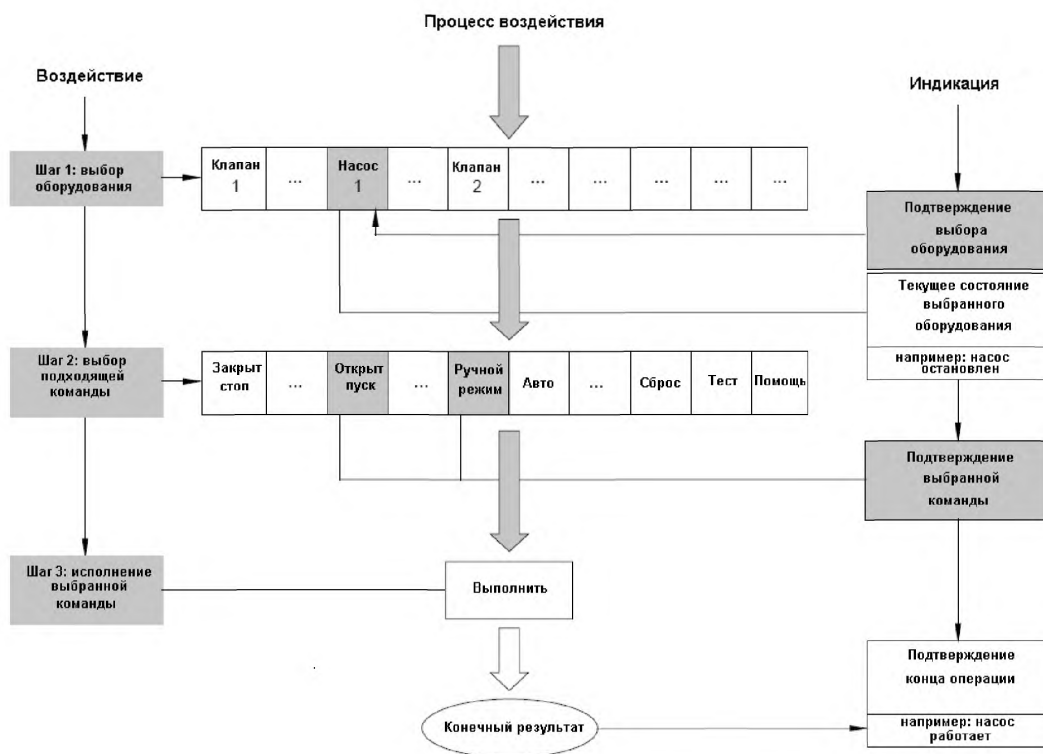 Процесс воздействия
Воздействие
Индикация
Шаг 1: выбор
оборудования
Клапан
1
...
Насос
1
...
Клапан
2
...
...
...
...
...
Подтверждение
выбора
оборудования
Текущее состояние
выбранного
оборудования
например: насос
остановлен
Шаг 2: выбор
подходящей
команды
Закрыт
стоп
...
Открыт
пуск
...
Ручной
режим
Авто
...
Сброс
Тест
Помощь
Подтверждение
выбранной
команды
Шаг 3: исполнение
выбранной
команды
Выполнить
Подтверждение
конца операции
например: насос
работает
Конечный результат